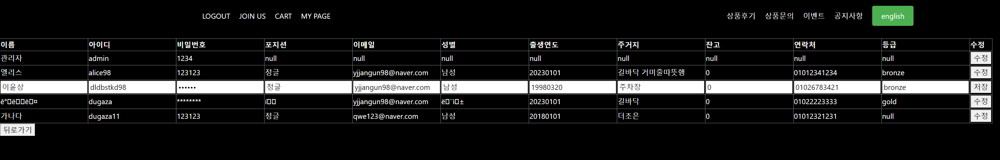 LOGOUT JOIN US CART MY PAGE 상품후기 상품문의 이벤트 공지사항 english
이름 아이디 비밀번호 포지션 이메일 성별 출생연도 주거지 잔고 연락처 등급 수정
관리자 admin 1234 null null null null null null null null 수정
엘리스 alice98 123123 정글 yjjangun98@naver.com 남성 20230101 길바닥 거미줄따뜻행 0 01012341234 bronze 수정
이윤상 dldbstkd98 •••••• 정글 yjjangun98@naver.com 남성 19980320 주차장 0 01026783421 bronze 저장
dugaza ******** yjjangun98@naver.com 20230101 길바닥 0 01022223333 gold 수정
가나다 dugaza11 123123 정글 qwe123@naver.com 남성 20180101 더조은 0 01012321231 null 수정
뒤로가기